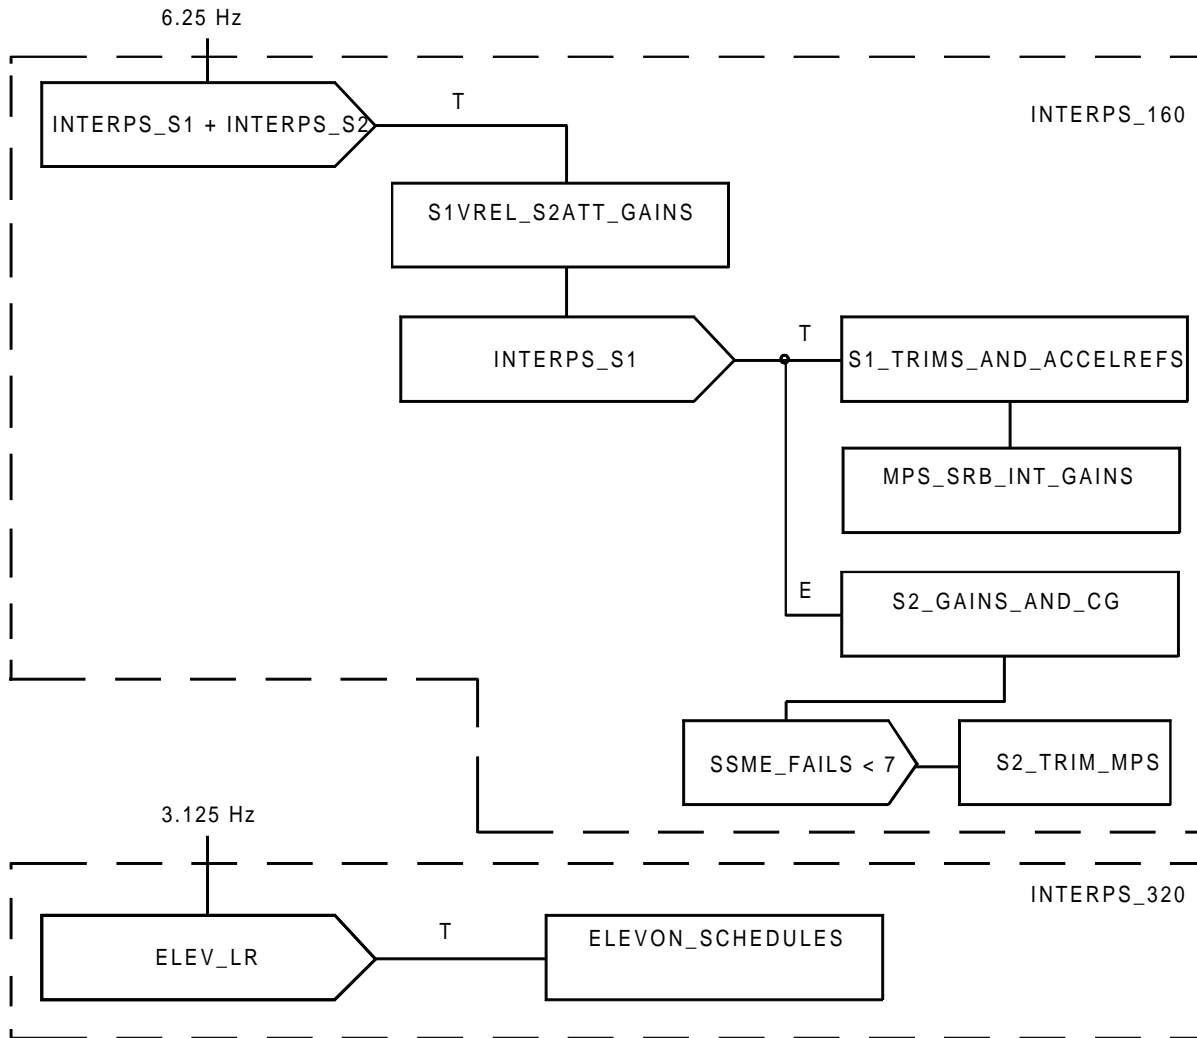 6.25 Hz
INTERPS_160
INTERPS_S1 + INTERPS_S2
T
S1VREL_S2ATT_GAINS
INTERPS_S1
T
S1_TRIMS_AND_ACCELREFS
MPS_SRB_INT_GAINS
E
S2_GAINS_AND_CG
SSME_FAILS < 7
S2_TRIM_MPS
3.125 Hz
INTERPS_320
ELEV_LR
T
ELEVON_SCHEDULES